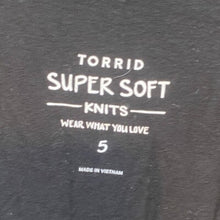 TORRID
SUPER SOFT
KNITS
WEAR WHAT YOU LOVE
5
MADE IN VIETNAM